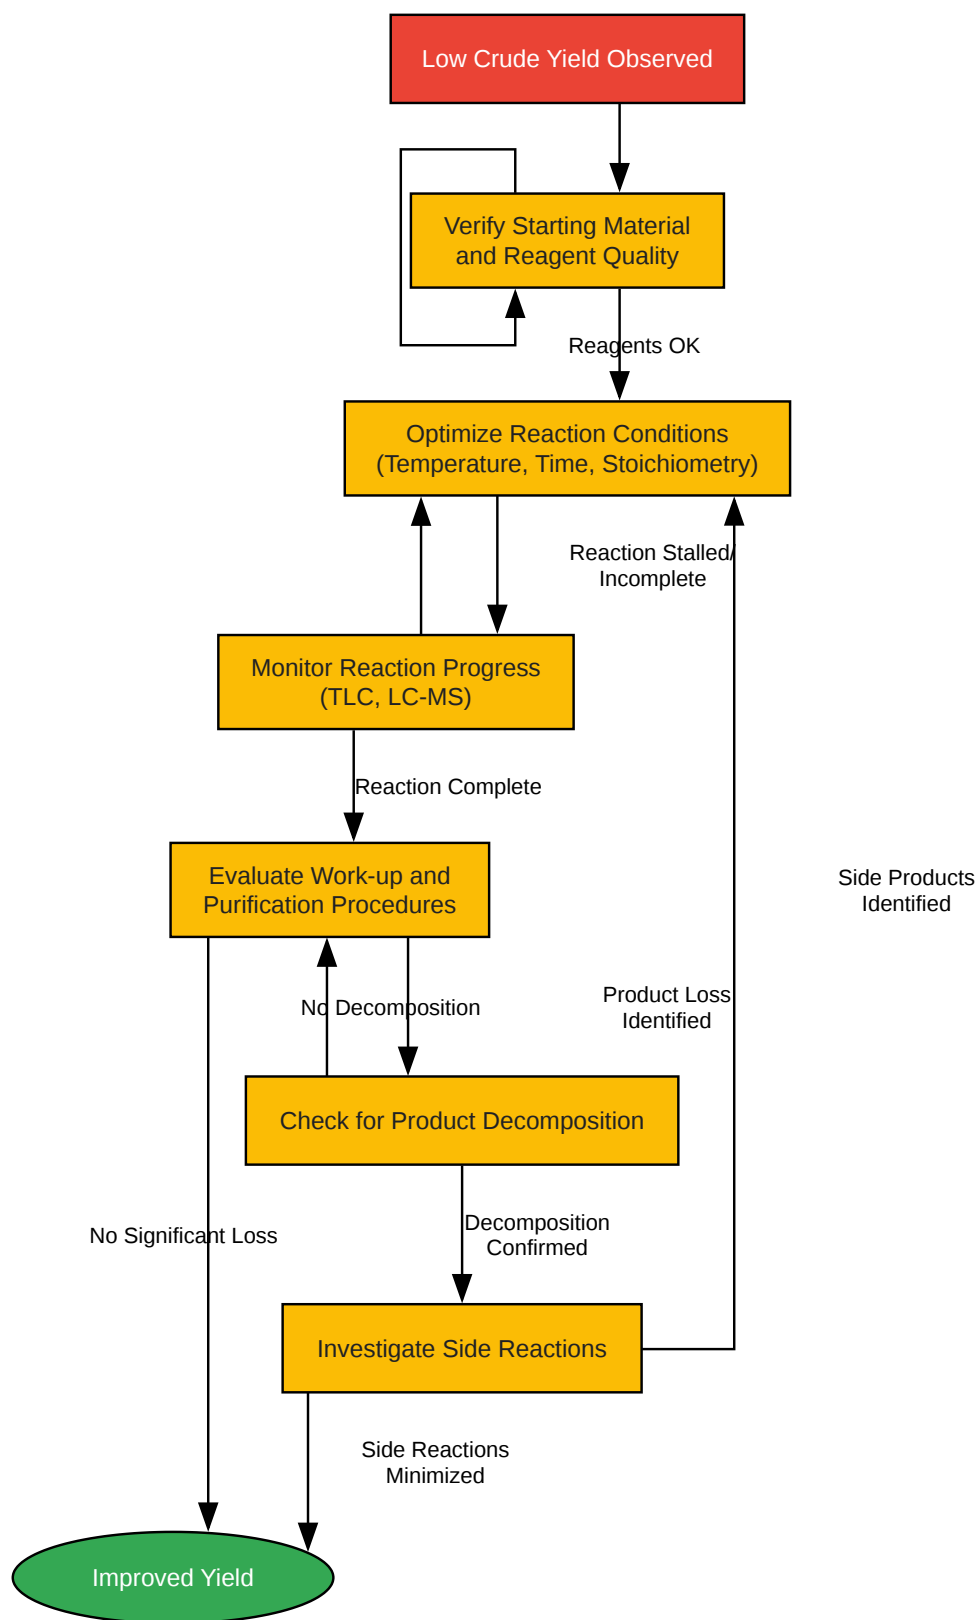 Low Crude Yield Observed
Verify Starting Material
and Reagent Quality
Reagents OK
Optimize Reaction Conditions
(Temperature, Time, Stoichiometry)
Reaction Stalled/
Incomplete
Monitor Reaction Progress
(TLC, LC-MS)
Reaction Complete
Evaluate Work-up and
Purification Procedures
Side Products
Identified
No Decomposition
Product Loss
Identified
Check for Product Decomposition
Decomposition
Confirmed
No Significant Loss
Investigate Side Reactions
Side Reactions
Minimized
Improved Yield